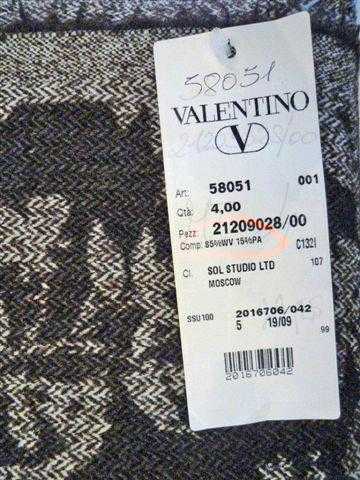 58051
VALENTINO
V
Art: 58051 001
Qtà: 4,00
Pezz: 21209028/00
Comp: 85%WV 15%PA C132I
Cl. SOL STUDIO LTD 107
MOSCOW
SSU100 2016706/042
5 19/09 99
2016706042